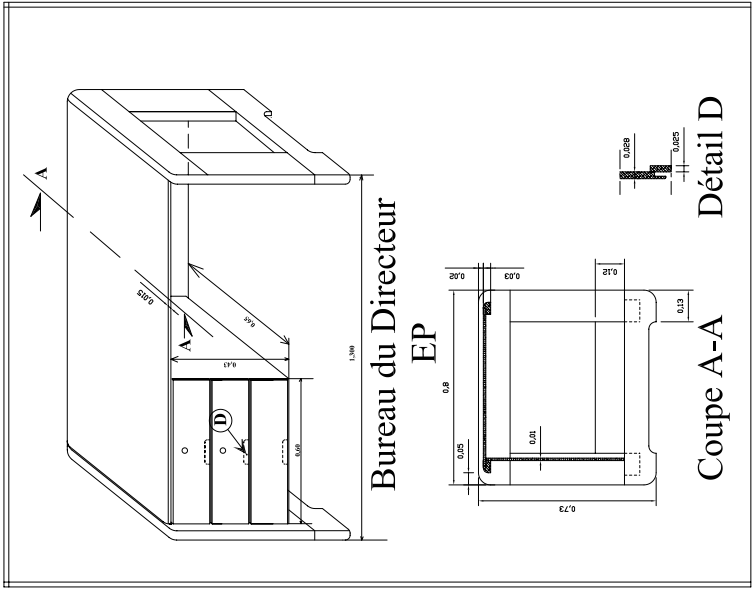 A
0,015
A
0,65
0,43
D
0,60
1,300
Bureau du Directeur
EP
0,02
0,03
0,12
0,13
0,8
0,05
0,01
0,73
Coupe A-A
0,028
0,025
Détail D